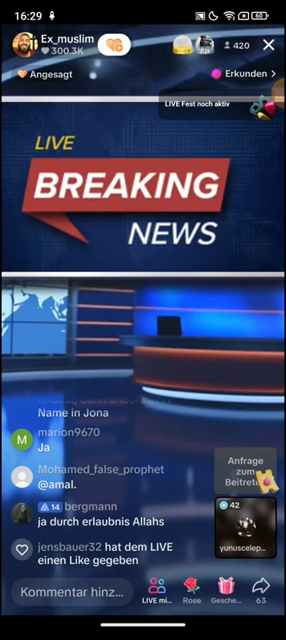 16:29
60
Ex_muslim
300.3K
420
Angesagt
Erkunden >
LIVE Fest noch aktiv
LIVE
BREAKING
NEWS
Name in Jona
marion9670
M
Ja
Mohamed_false_prophet
@amal.
14 bergmann
ja durch erlaubnis Allahs
jensbauer32 hat dem LIVE
einen Like gegeben
Anfrage
zum
Beitrete
42
yunuscelep...
Kommentar hinz...
LIVE mi...
Rose
Gesche...
63